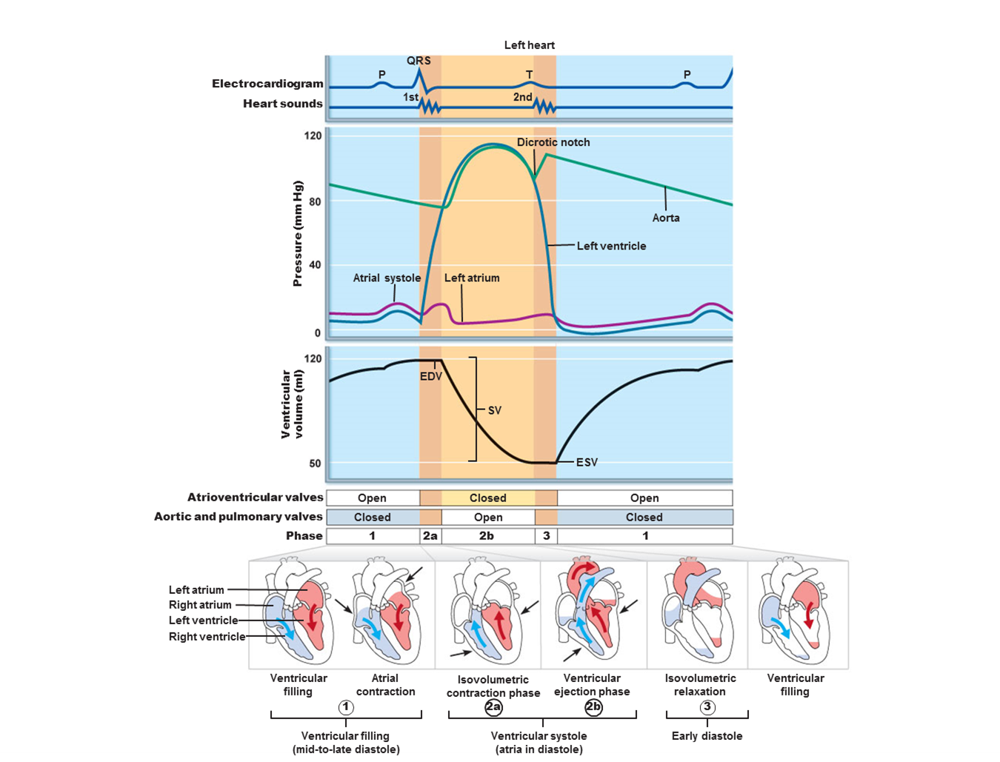 Left heart
QRS
P
T
P
Electrocardiogram
1st
2nd
Heart sounds
120
Dicrotic notch
80
Aorta
Pressure (mm Hg)
Left ventricle
40
Atrial systole
Left atrium
0
120
EDV
Ventricular
volume (ml)
SV
50
ESV
Atrioventricular valves
Open
Closed
Open
Aortic and pulmonary valves
Closed
Open
Closed
Phase
1
2a
2b
3
1
Left atrium
Right atrium
Left ventricle
Right ventricle
Ventricular
filling
Atrial
contraction
Isovolumetric
contraction phase
Ventricular
ejection phase
Isovolumetric
relaxation
Ventricular
filling
1
2a
2b
3
Ventricular filling
(mid-to-late diastole)
Ventricular systole
(atria in diastole)
Early diastole